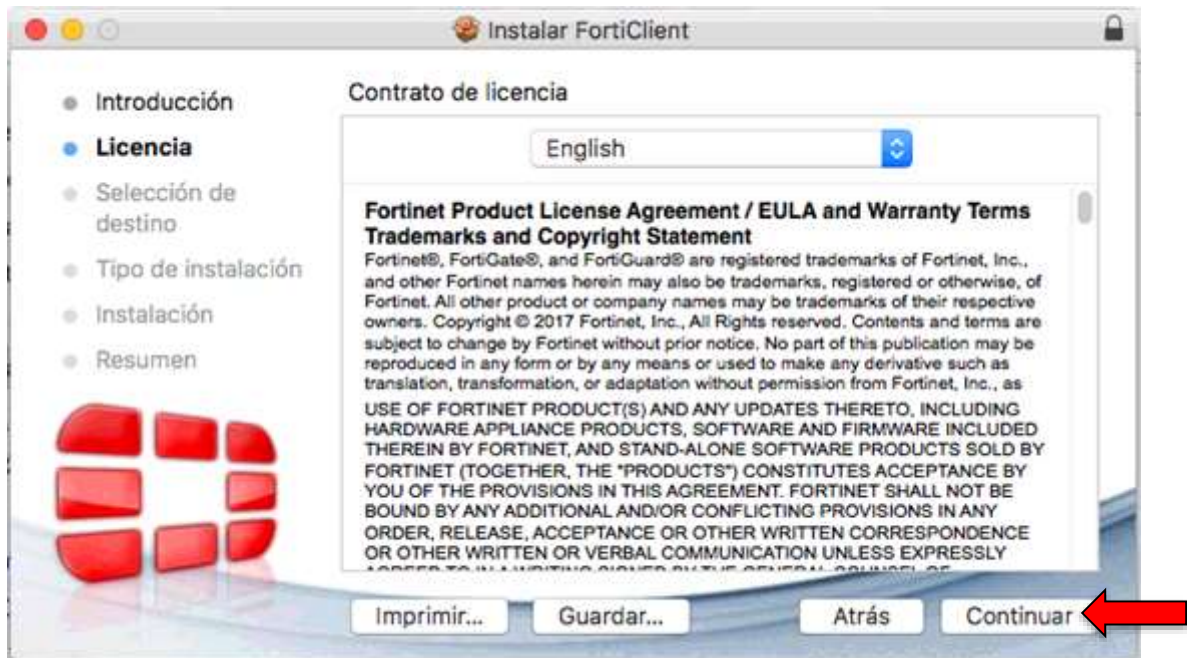 Instalar FortiClient
Introducción
Licencia
Selección de
destino
Tipo de instalación
Instalación
Resumen
Contrato de licencia
English
Fortinet Product License Agreement / EULA and Warranty Terms
Trademarks and Copyright Statement
Fortinet®, FortiGate®, and FortiGuard® are registered trademarks of Fortinet, Inc.,
and other Fortinet names herein may also be trademarks, registered or otherwise, of
Fortinet. All other product or company names may be trademarks of their respective
owners. Copyright © 2017 Fortinet, Inc., All Rights reserved. Contents and terms are
subject to change by Fortinet without prior notice. No part of this publication may be
reproduced in any form or by any means or used to make any derivative such as
translation, transformation, or adaptation without permission from Fortinet, Inc., as
USE OF FORTINET PRODUCT(S) AND ANY UPDATES THERETO, INCLUDING
HARDWARE APPLIANCE PRODUCTS, SOFTWARE AND FIRMWARE INCLUDED
THEREIN BY FORTINET, AND STAND-ALONE SOFTWARE PRODUCTS SOLD BY
FORTINET (TOGETHER, THE "PRODUCTS") CONSTITUTES ACCEPTANCE BY
YOU OF THE PROVISIONS IN THIS AGREEMENT. FORTINET SHALL NOT BE
BOUND BY ANY ADDITIONAL AND/OR CONFLICTING PROVISIONS IN ANY
ORDER, RELEASE, ACCEPTANCE OR OTHER WRITTEN CORRESPONDENCE
OR OTHER WRITTEN OR VERBAL COMMUNICATION UNLESS EXPRESSLY
Imprimir...
Guardar...
Atrás
Continuar